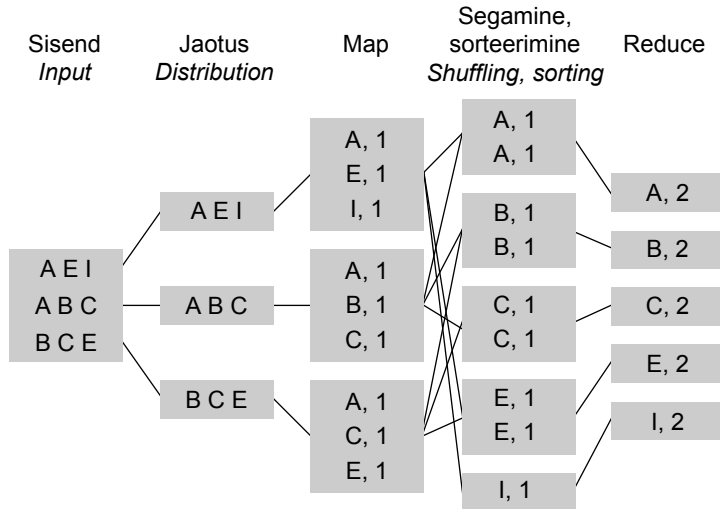 Sisend
Input
Jaotus
Distribution
Map
Segamine,
sorteerimine
Shuffling, sorting
Reduce
A E I
A B C
B C E
A E I
A B C
B C E
A, 1
E, 1
I, 1
A, 1
B, 1
C, 1
A, 1
C, 1
E, 1
A, 1
A, 1
B, 1
B, 1
C, 1
C, 1
E, 1
E, 1
I, 1
A, 2
B, 2
C, 2
E, 2
I, 2